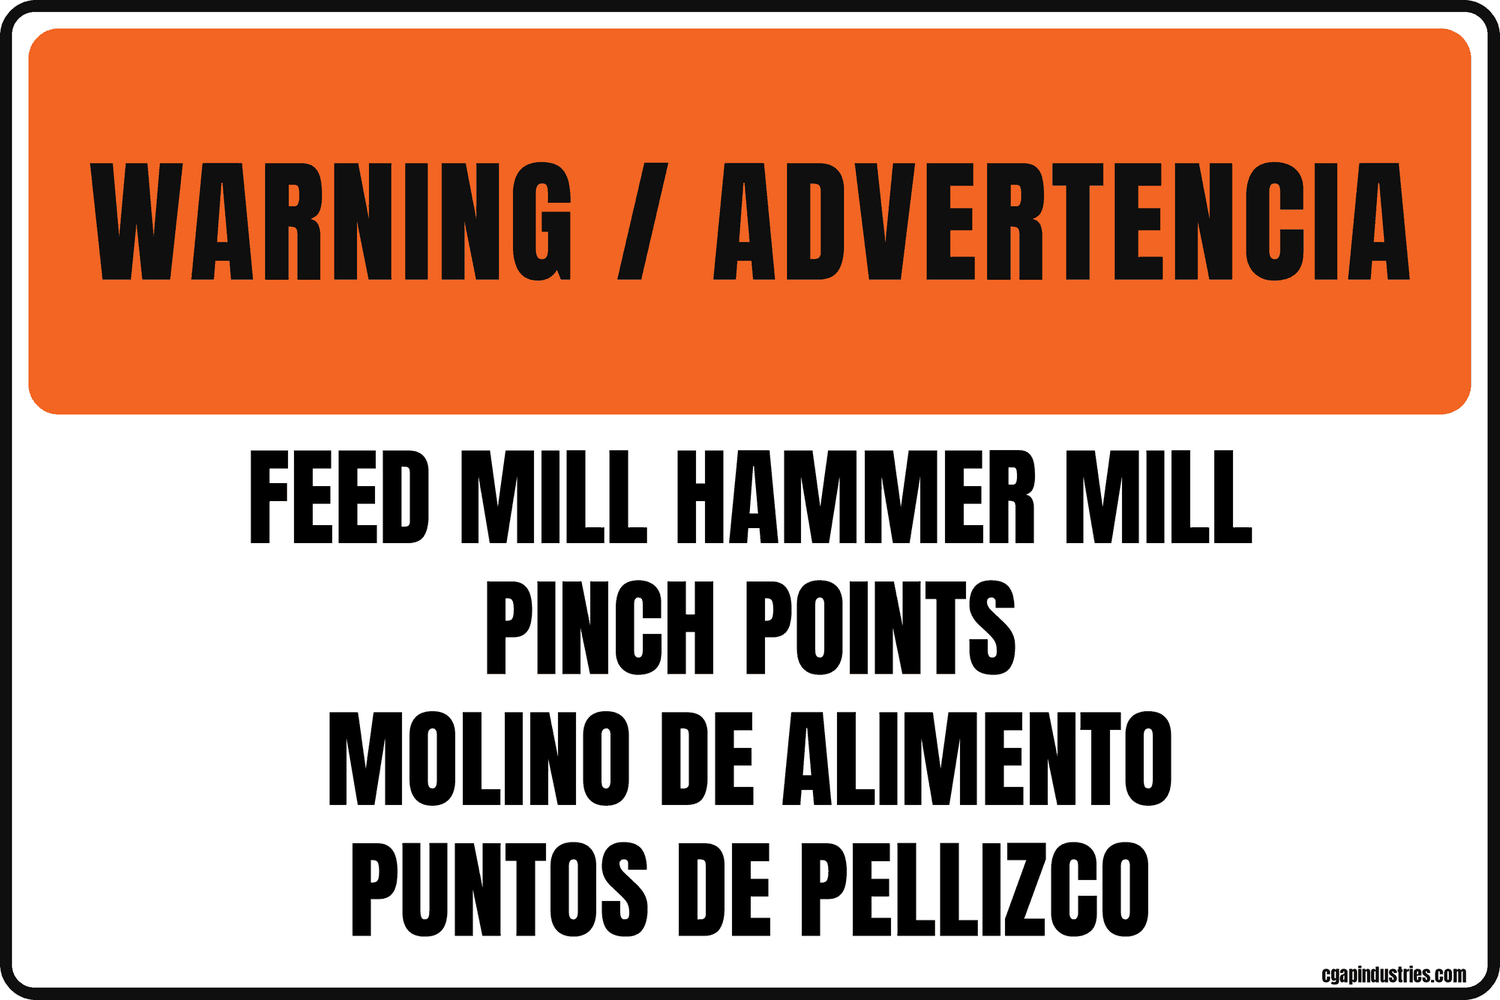 WARNING / ADVERTENCIA
FEED MILL HAMMER MILL
PINCH POINTS
MOLINO DE ALIMENTO
PUNTOS DE PELLIZCO
cgapindustries.com